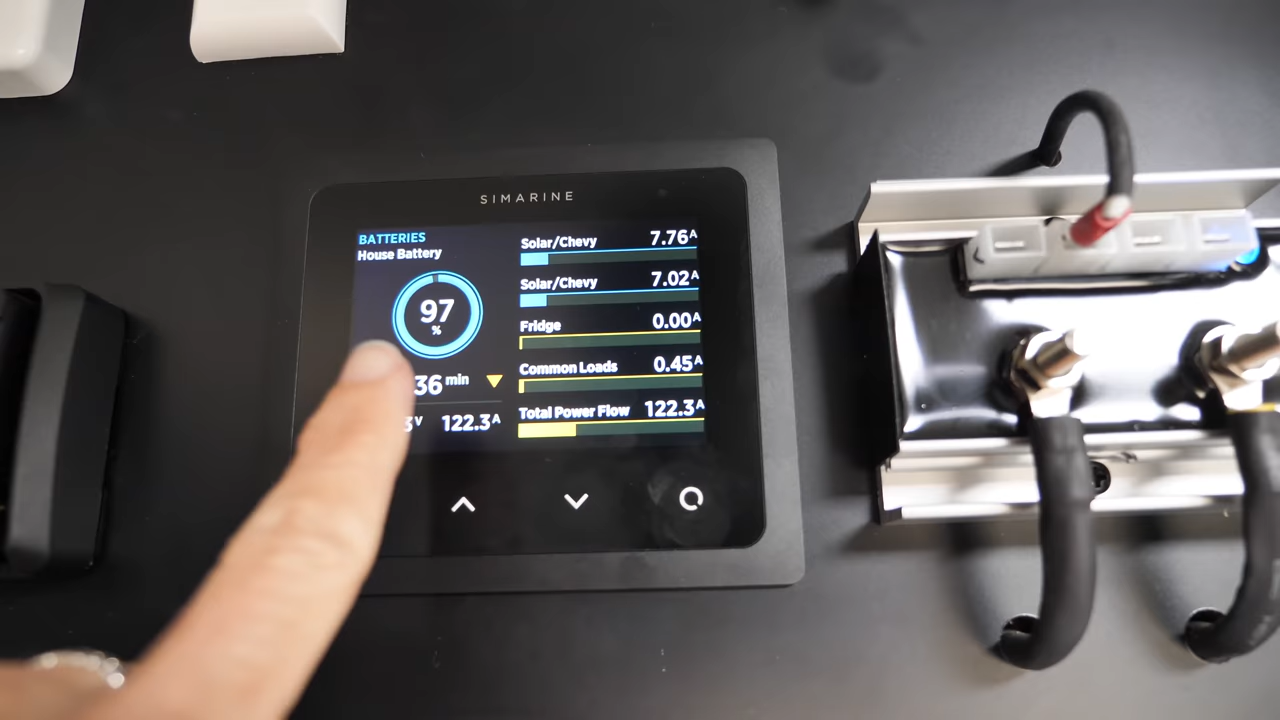 SIMARINE
BATTERIES
House Battery
97
%
36 min
V 122.3A
Solar/Chevy 7.76A
Solar/Chevy 7.02A
Fridge 0.00A
Common Loads 0.45A
Total Power Flow 122.3A